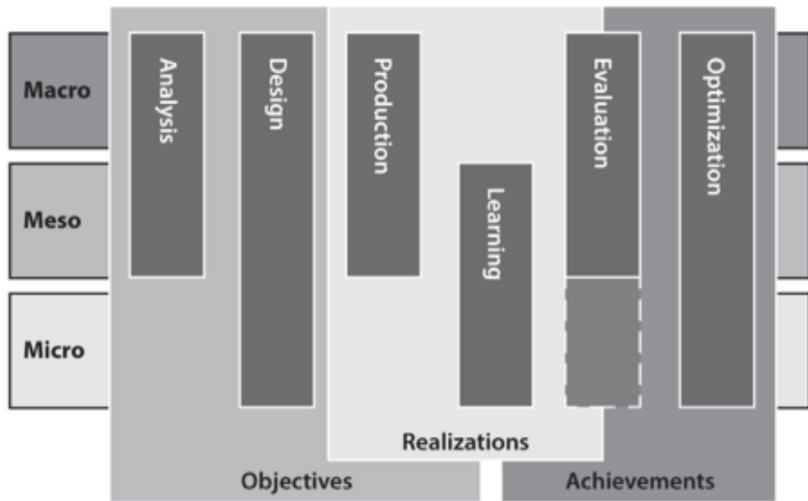 Macro
Meso
Micro
Analysis
Design
Production
Learning
Evaluation
Optimization
Realizations
Objectives
Achievements